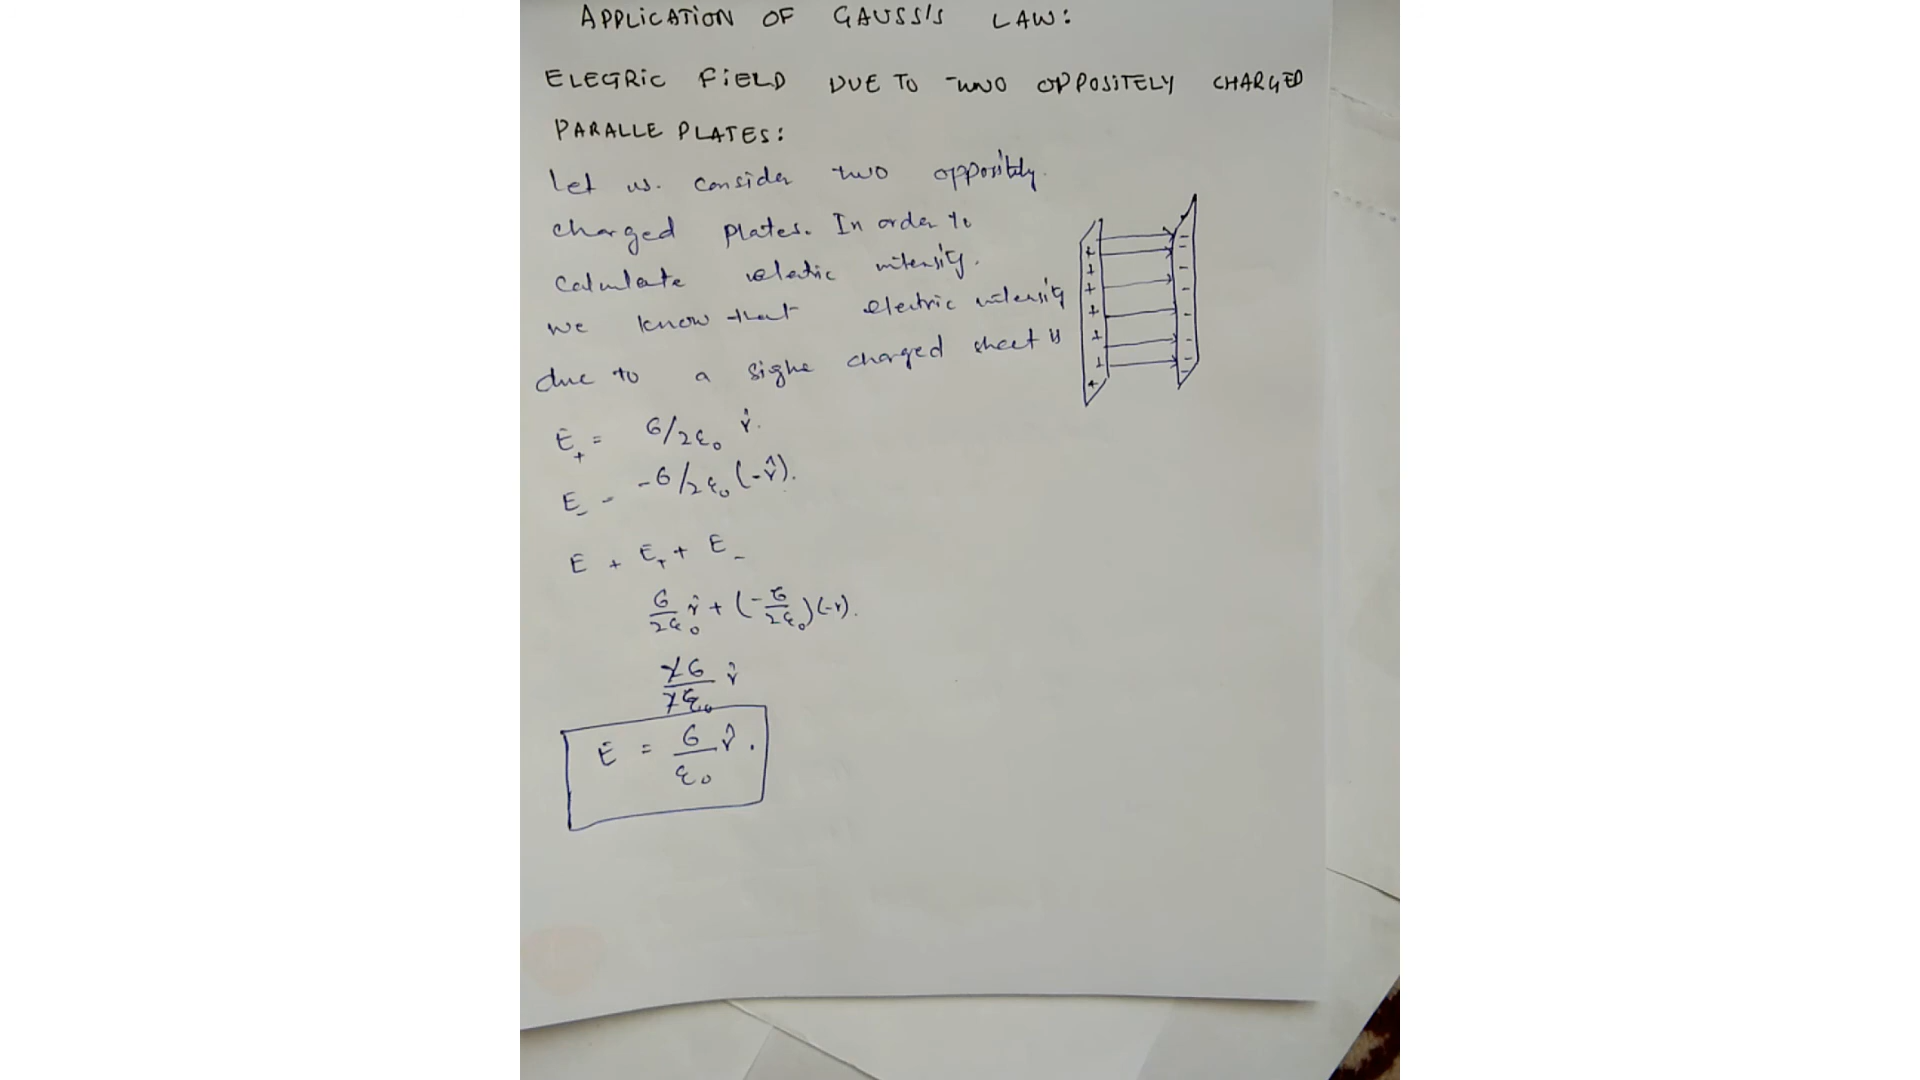 APPLICATION OF GAUSS'S LAW:
ELECTRIC FIELD DUE TO TWO OPPOSITELY CHARGED
PARALLE PLATES:
Let us. consider two oppositely.
charged plates. In order to
Calculate electric intensity.
we know that electric intensity
due to a single charged sheet is
E₊ = σ/2ε₀ r̂.
E₋ - -σ/2ε₀ (-r̂).
E + E₊ + E₋
σ/2ε₀ r̂ + (-σ/2ε₀)(-r).
2σ/2ε₀ r̂
E = σ/ε₀ r̂.